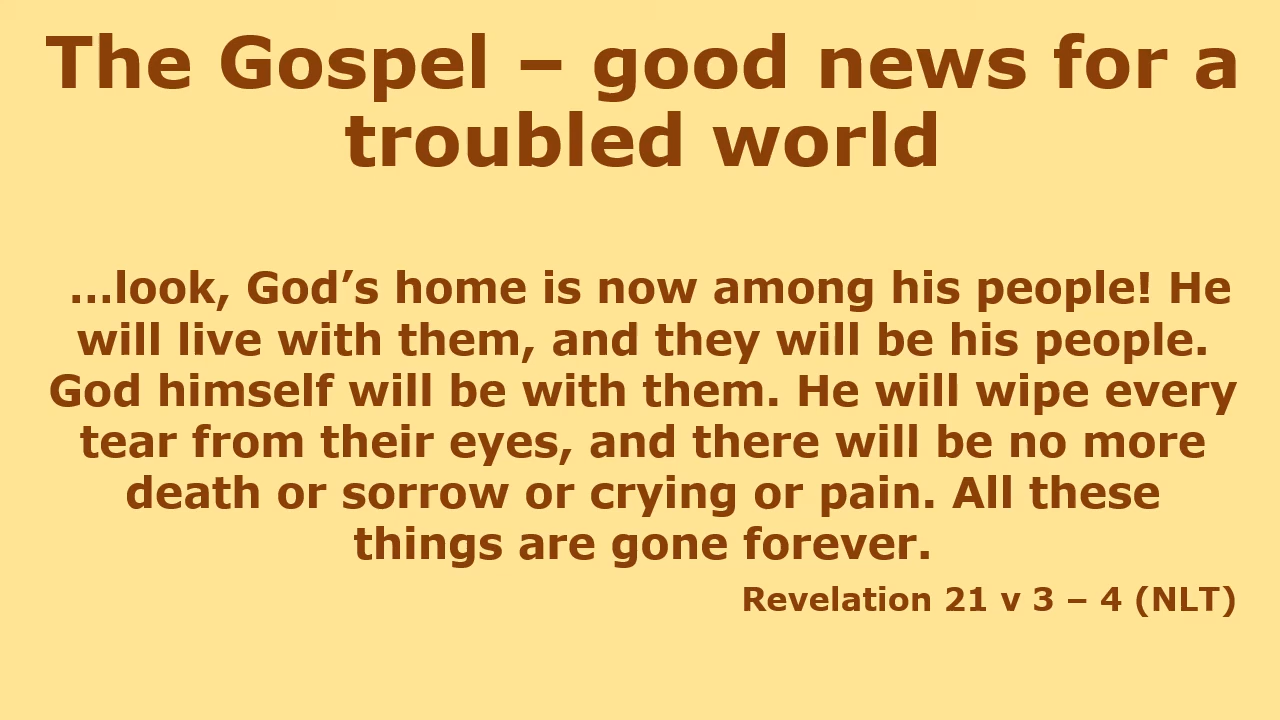 The Gospel – good news for a
troubled world
…look, God’s home is now among his people! He
will live with them, and they will be his people.
God himself will be with them. He will wipe every
tear from their eyes, and there will be no more
death or sorrow or crying or pain. All these
things are gone forever.
Revelation 21 v 3 – 4 (NLT)